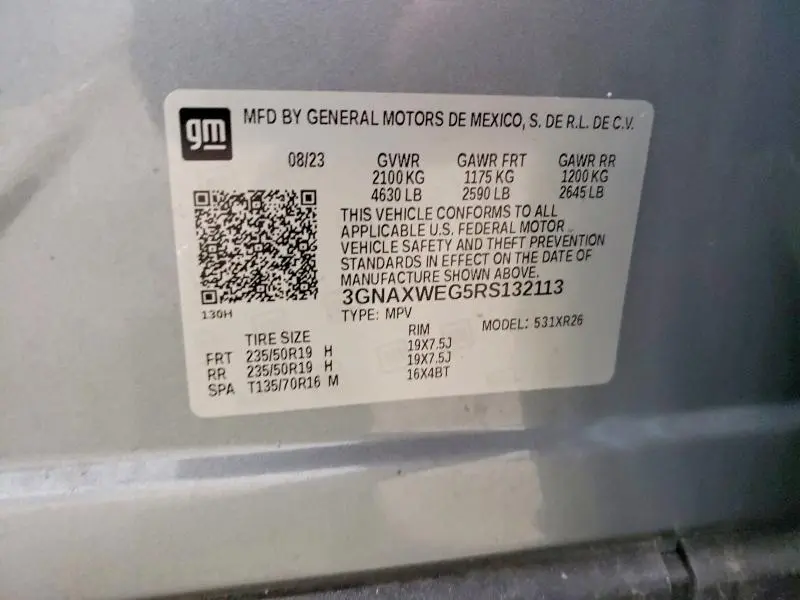 gm MFD BY GENERAL MOTORS DE MEXICO, S. DE R.L. DE C.V.
08/23 GVWR GAWR FRT GAWR RR
2100 KG 1175 KG 1200 KG
4630 LB 2590 LB 2645 LB
THIS VEHICLE CONFORMS TO ALL
APPLICABLE U.S. FEDERAL MOTOR
VEHICLE SAFETY AND THEFT PREVENTION
STANDARDS IN EFFECT ON THE DATE OF
MANUFACTURE SHOWN ABOVE.
3GNAXWEG5RS132113
130H
TYPE: MPV MODEL: 531XR26
TIRE SIZE RIM
FRT 235/50R19 H 19X7.5J
RR 235/50R19 H 19X7.5J
SPA T135/70R16 M 16X4BT